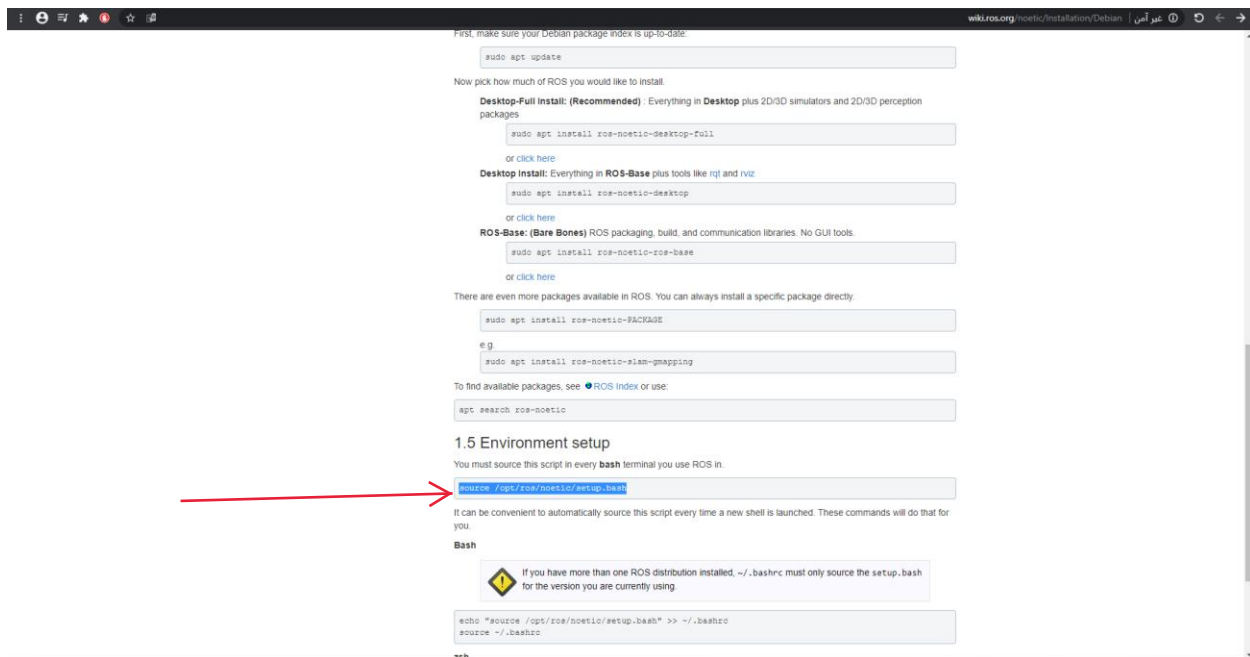 wiki.ros.org/noetic/Installation/Debian | غير آمن
First, make sure your Debian package index is up-to-date:
sudo apt update
Now pick how much of ROS you would like to install.
Desktop-Full Install: (Recommended) : Everything in Desktop plus 2D/3D simulators and 2D/3D perception
packages
sudo apt install ros-noetic-desktop-full
or click here
Desktop Install: Everything in ROS-Base plus tools like rqt and rviz
sudo apt install ros-noetic-desktop
or click here
ROS-Base: (Bare Bones) ROS packaging, build, and communication libraries. No GUI tools.
sudo apt install ros-noetic-ros-base
or click here
There are even more packages available in ROS. You can always install a specific package directly.
sudo apt install ros-noetic-PACKAGE
e.g.
sudo apt install ros-noetic-slam-gmapping
To find available packages, see ROS Index or use:
apt search ros-noetic
1.5 Environment setup
You must source this script in every bash terminal you use ROS in.
source /opt/ros/noetic/setup.bash
It can be convenient to automatically source this script every time a new shell is launched. These commands will do that for
you.
Bash
If you have more than one ROS distribution installed, ~/.bashrc must only source the setup.bash
for the version you are currently using.
echo "source /opt/ros/noetic/setup.bash" >> ~/.bashrc
source ~/.bashrc
zsh